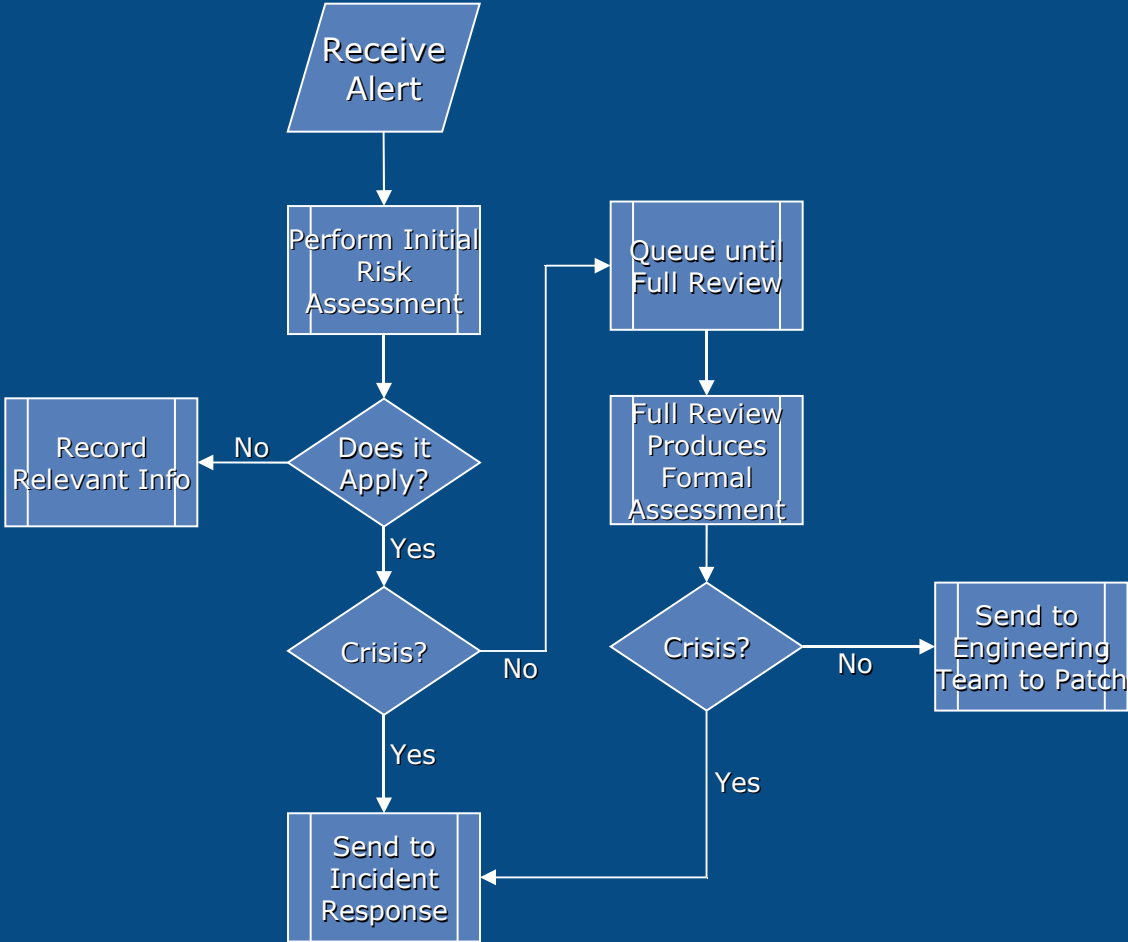 Receive
Alert
Perform Initial
Risk
Assessment
Does it
Apply?
No
Record
Relevant Info
Yes
Crisis?
No
Yes
Send to
Incident
Response
Queue until
Full Review
Full Review
Produces
Formal
Assessment
Crisis?
No
Send to
Engineering
Team to Patch
Yes